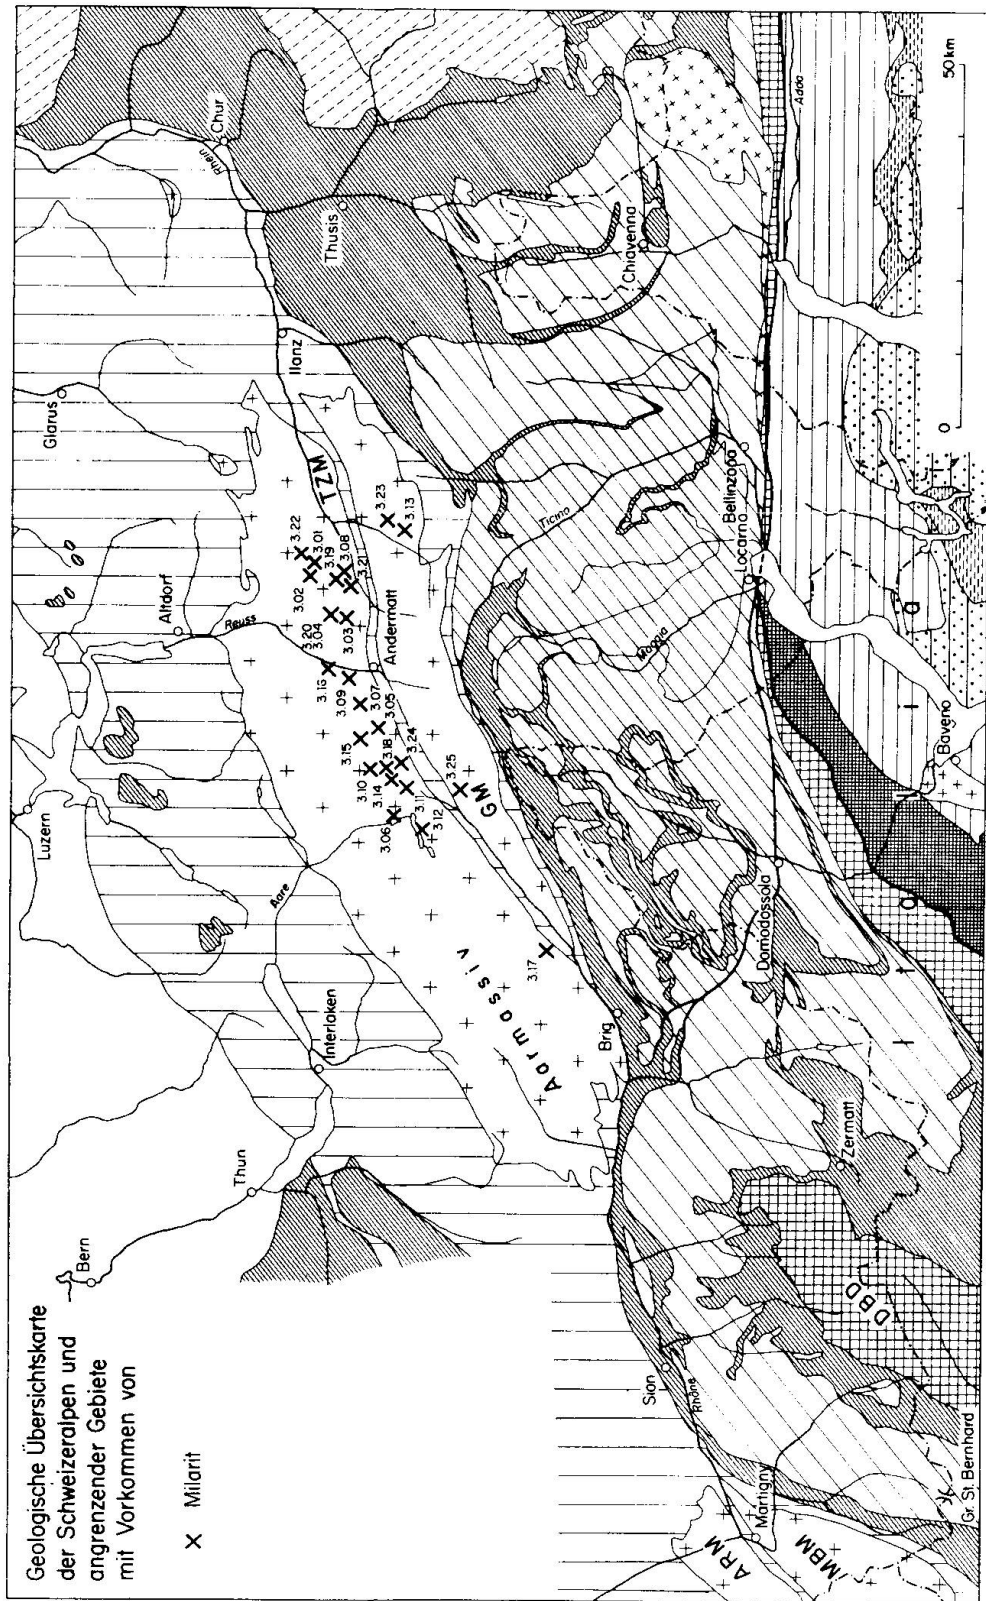 Geologische Übersichtskarte
der Schweizeralpen und
angrenzender Gebiete
mit Vorkommen von
× Milarit
Bern
Thun
Interlaken
Luzern
Aare
Altdorf
Reuss
Glarus
Rhein
Chur
Ilanz
Thusis
TZM
3.22
3.01
3.19
3.08
3.21
3.02
3.20
3.04
3.03
3.23
3.13
Andermatt
3.16
3.09
3.07
3.05
3.15
3.18
3.24
3.10
3.14
3.11
3.06
3.12
3.25
GM
3.17
Aarmassiv
Brig
Sion
Rhône
Martigny
ARM
MBM
Gr. St. Bernhard
DBD
Zermatt
Domodossola
Maggia
Ticino
Locarno
Bellinzona
Chiavenna
Adda
Baveno
I t a l i a
0
50 km